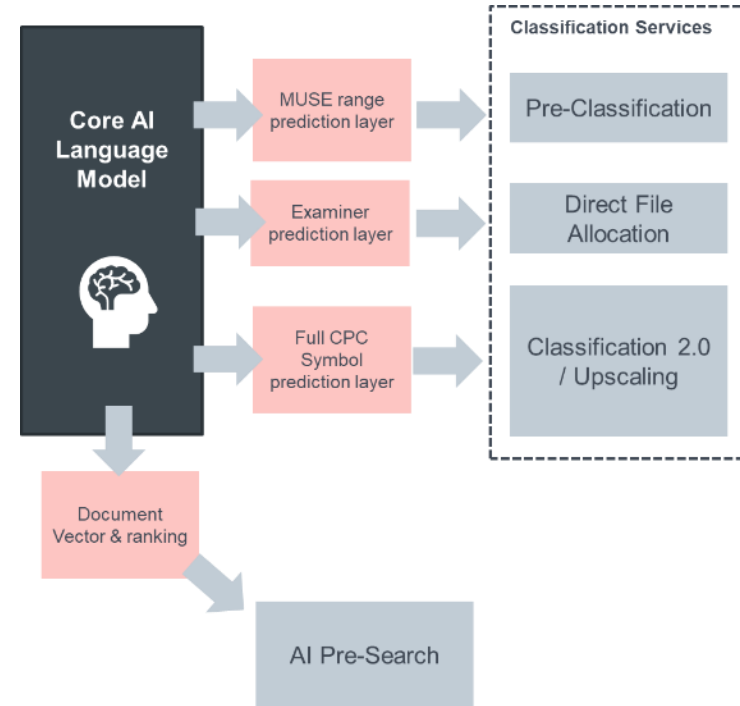 Classification Services
Core AI
Language
Model
MUSE range
prediction layer
Pre-Classification
Examiner
prediction layer
Direct File
Allocation
Full CPC
Symbol
prediction layer
Classification 2.0
/ Upscaling
Document
Vector & ranking
AI Pre-Search